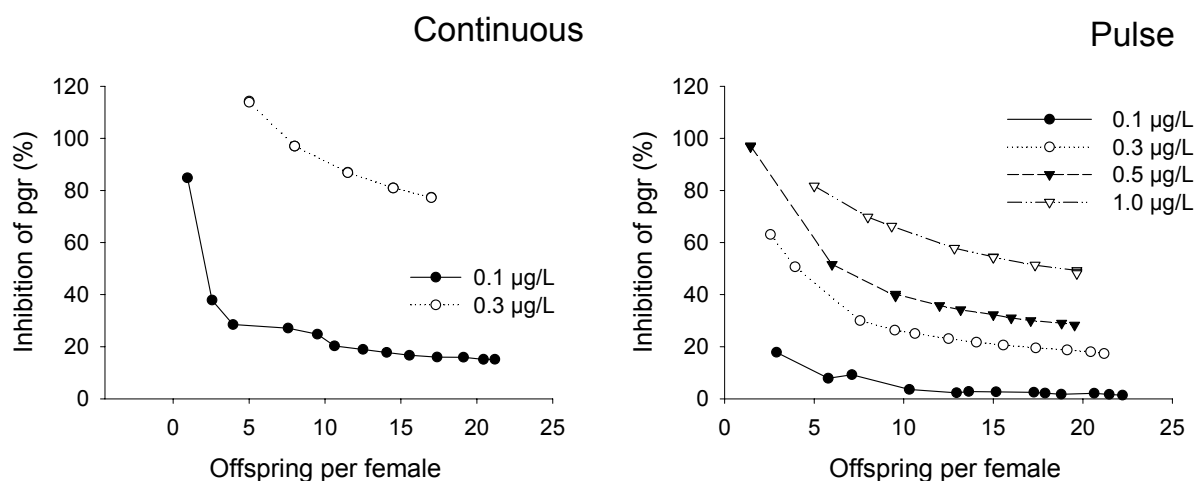 Continuous
Inhibition of pgr (%)
120
100
80
60
40
20
0
0.1 µg/L
0.3 µg/L
0 5 10 15 20 25
Offspring per female
Pulse
Inhibition of pgr (%)
120
100
80
60
40
20
0
0.1 µg/L
0.3 µg/L
0.5 µg/L
1.0 µg/L
0 5 10 15 20 25
Offspring per female